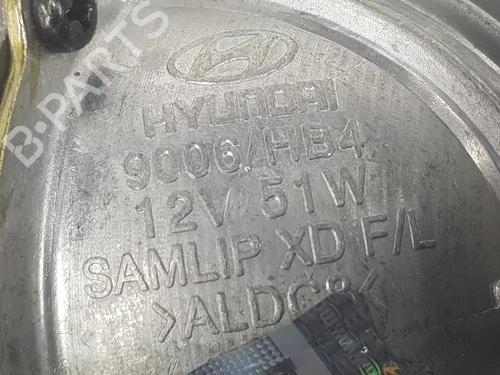 B-PARTS
HYUNDAI
9006/HB4
12V 51W
SAMLIP XD F/L
>ALDC8<